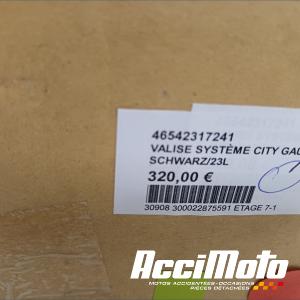 46542317241
VALISE SYSTÈME CITY GAU
SCHWARZ/23L
320,00 €
30908 300022875591 ETAGE 7-1
ACCIMOTO
MOTOS ACCIDENTÉES-OCCASIONS
PIÈCES DÉTACHÉES